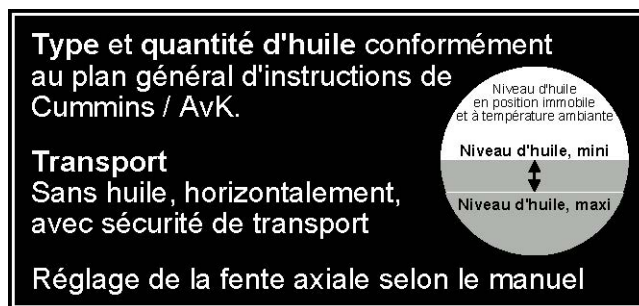 Type et quantité d'huile conformément
au plan général d'instructions de
Cummins / AvK.
Niveau d'huile
en position immobile
et à température ambiante
Niveau d'huile, mini
Niveau d'huile, maxi
Transport
Sans huile, horizontalement,
avec sécurité de transport
Réglage de la fente axiale selon le manuel